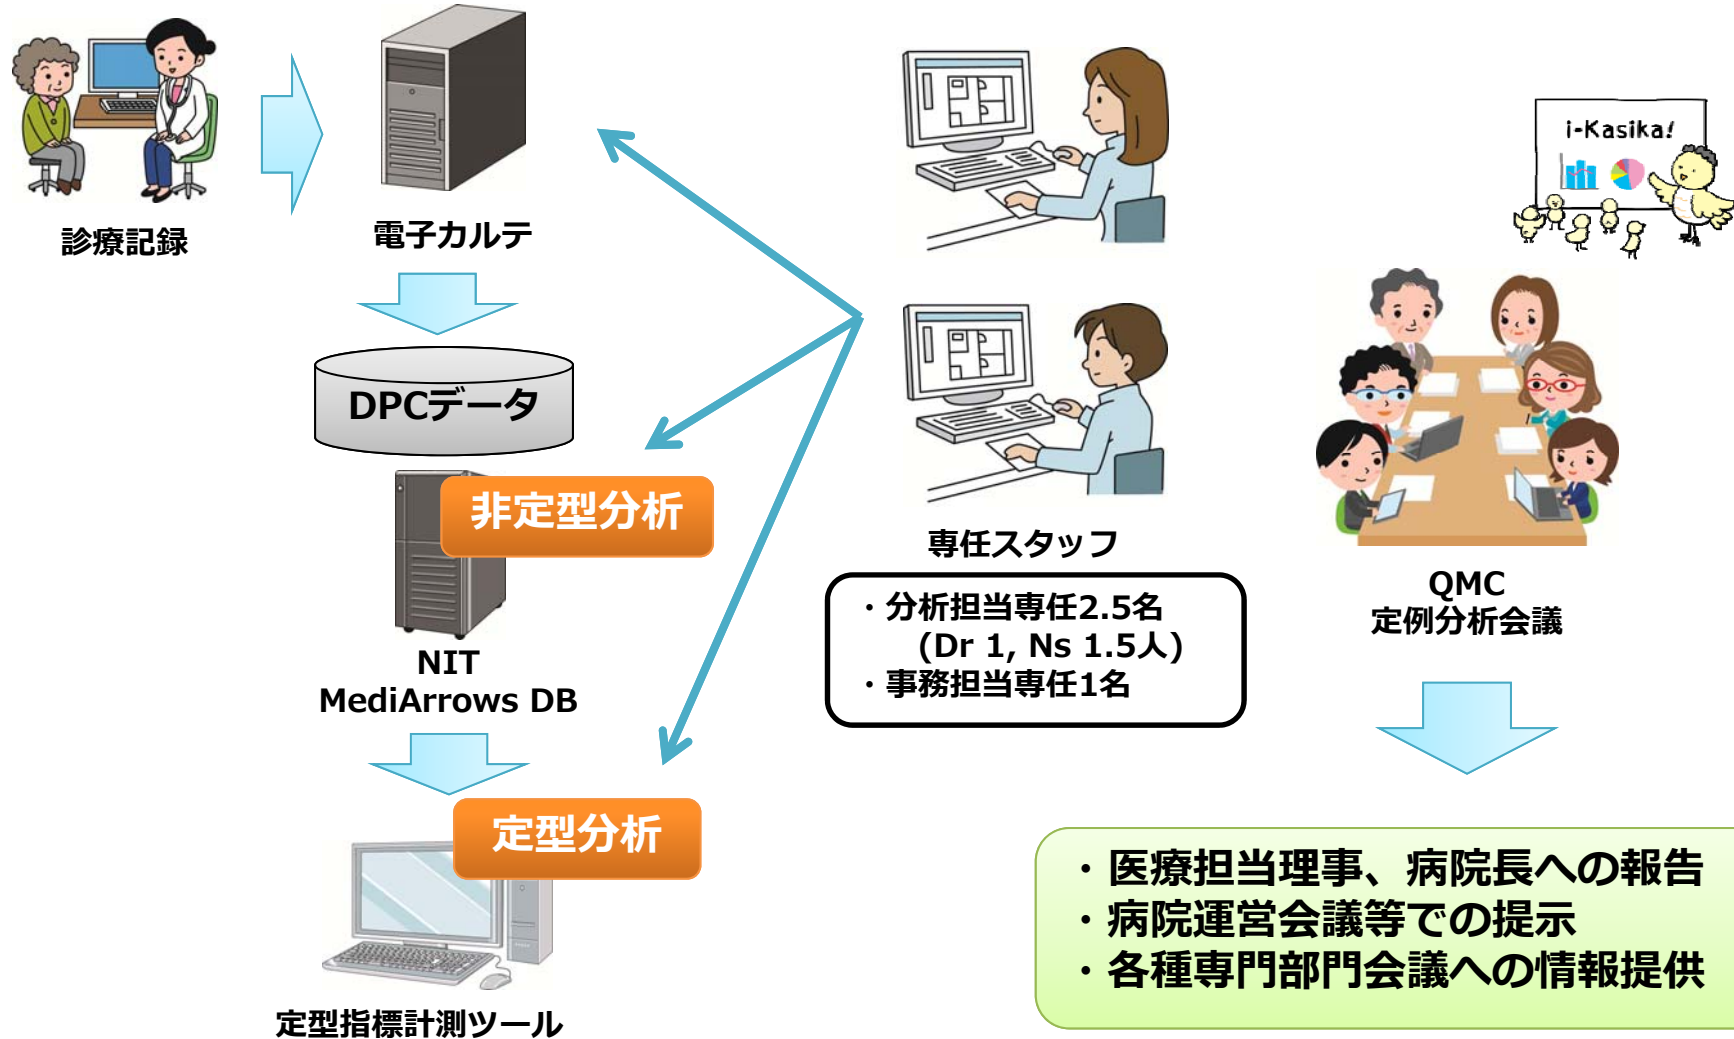 診療記録
電子カルテ
DPCデータ
非定型分析
NIT
MediArrows DB
定型分析
定型指標計測ツール
専任スタッフ
・分析担当専任2.5名
(Dr 1, Ns 1.5人)
・事務担当専任1名
i-Kasika!
QMC
定例分析会議
・医療担当理事、病院長への報告
・病院運営会議等での提示
・各種専門部門会議への情報提供